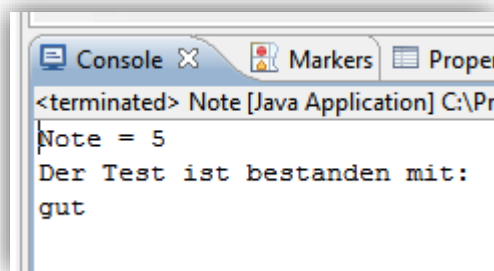 Console Markers Proper
<terminated> Note [Java Application] C:\Pr
Note = 5
Der Test ist bestanden mit:
gut